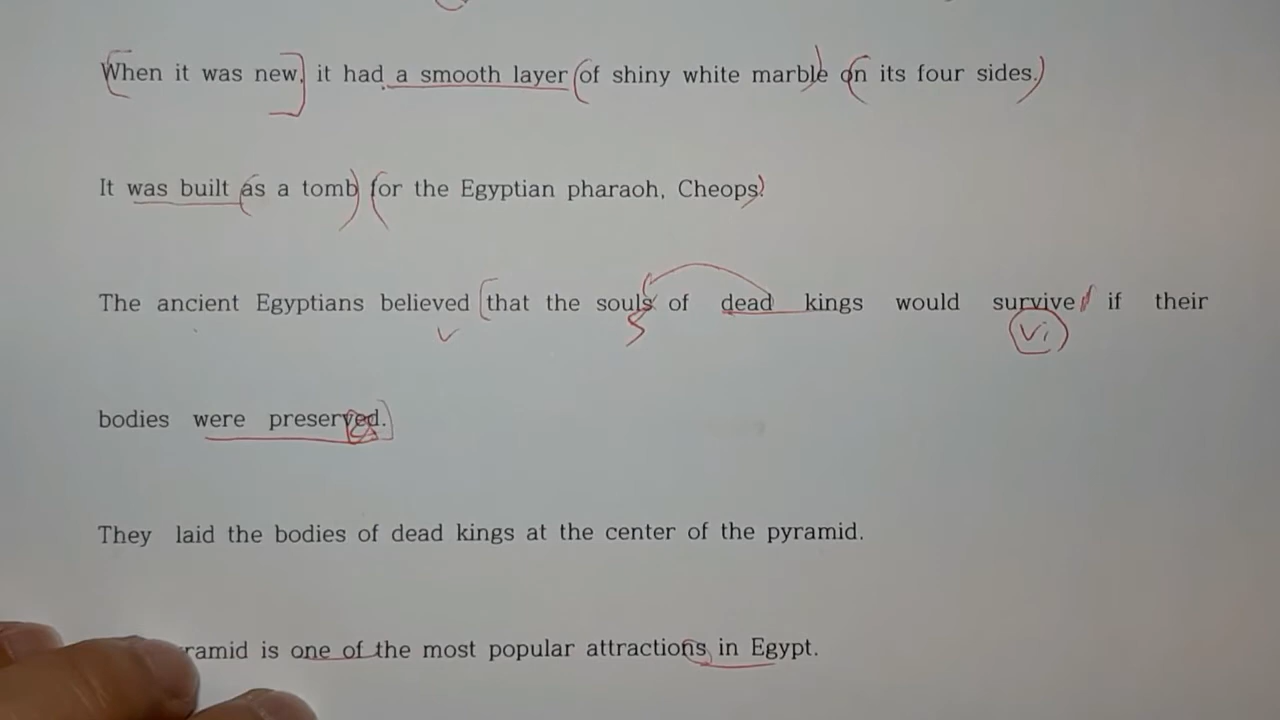 When it was new, it had a smooth layer of shiny white marble on its four sides.
It was built as a tomb for the Egyptian pharaoh, Cheops.
The ancient Egyptians believed that the souls of dead kings would survive if their
V S Vi
bodies were preserved.
They laid the bodies of dead kings at the center of the pyramid.
is one of the most popular attractions in Egypt.